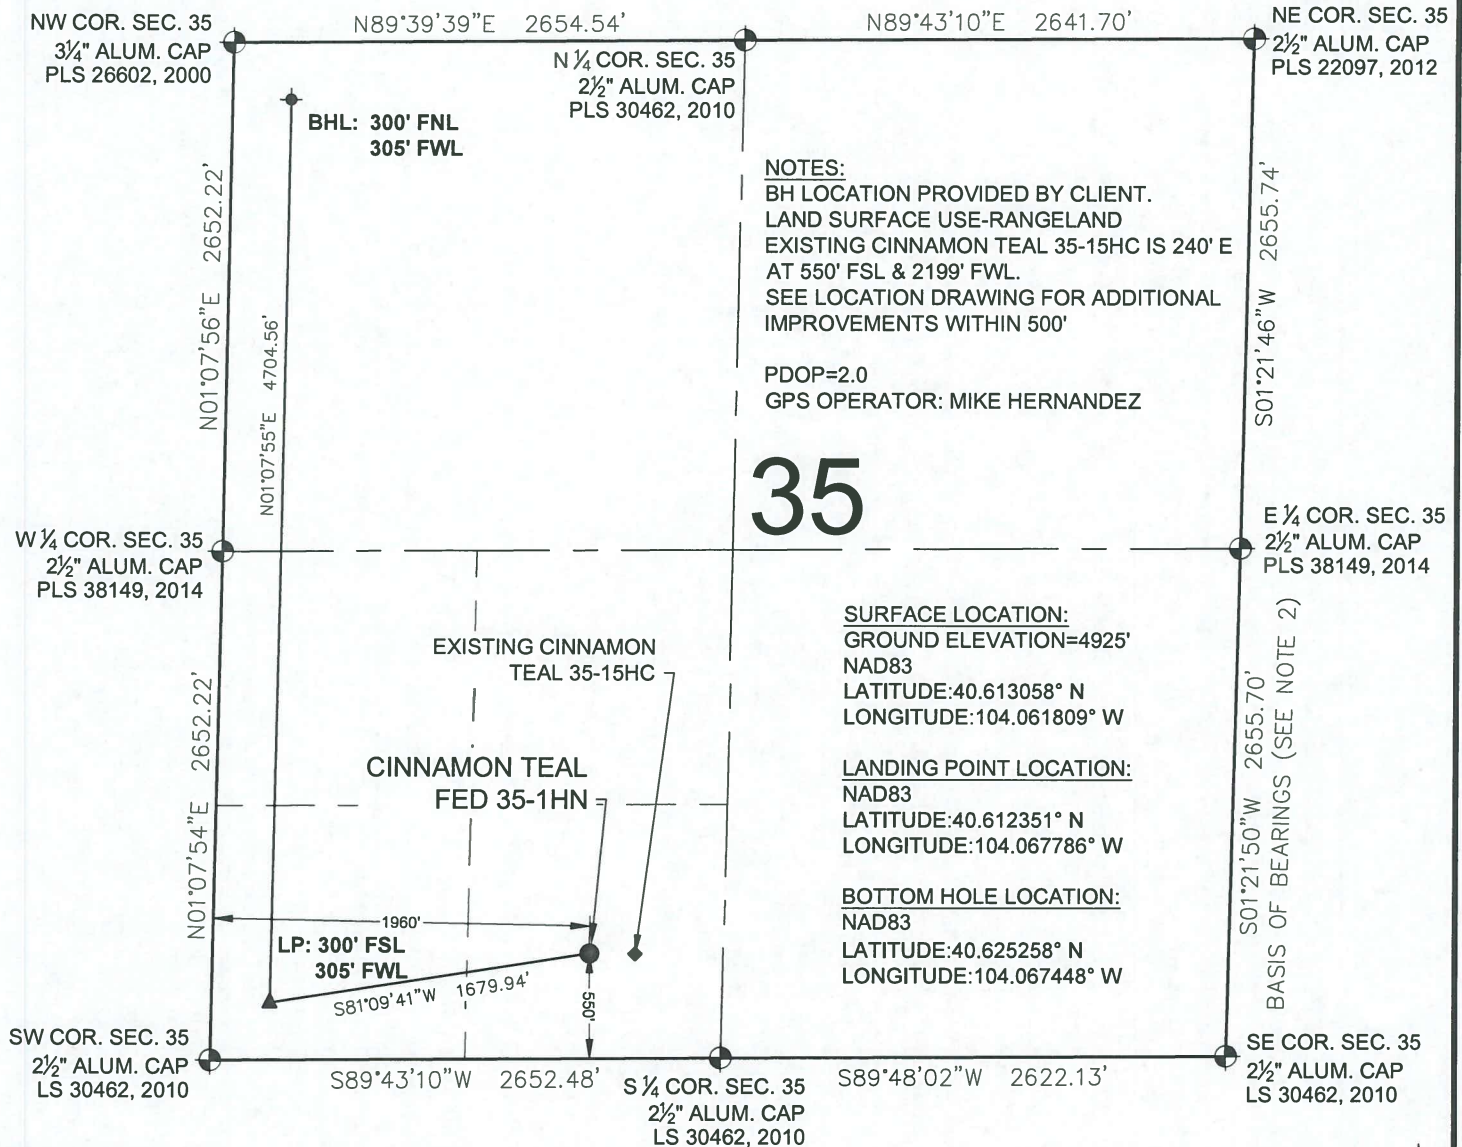 NW COR. SEC. 35
3¼" ALUM. CAP
PLS 26602, 2000
N89°39'39"E 2654.54'
N ¼ COR. SEC. 35
2½" ALUM. CAP
PLS 30462, 2010
N89°43'10"E 2641.70'
NE COR. SEC. 35
2½" ALUM. CAP
PLS 22097, 2012
BHL: 300' FNL
305' FWL
NOTES:
BH LOCATION PROVIDED BY CLIENT.
LAND SURFACE USE-RANGELAND
EXISTING CINNAMON TEAL 35-15HC IS 240' E
AT 550' FSL & 2199' FWL.
SEE LOCATION DRAWING FOR ADDITIONAL
IMPROVEMENTS WITHIN 500'
PDOP=2.0
GPS OPERATOR: MIKE HERNANDEZ
N01°07'56"E 2652.22'
N01°07'55"E 4704.56'
S01°21'46"W 2655.74'
35
W ¼ COR. SEC. 35
2½" ALUM. CAP
PLS 38149, 2014
E ¼ COR. SEC. 35
2½" ALUM. CAP
PLS 38149, 2014
EXISTING CINNAMON
TEAL 35-15HC
CINNAMON TEAL
FED 35-1HN
SURFACE LOCATION:
GROUND ELEVATION=4925'
NAD83
LATITUDE:40.613058° N
LONGITUDE:104.061809° W
LANDING POINT LOCATION:
NAD83
LATITUDE:40.612351° N
LONGITUDE:104.067786° W
BOTTOM HOLE LOCATION:
NAD83
LATITUDE:40.625258° N
LONGITUDE:104.067448° W
N01°07'54"E 2652.22'
S01°21'50"W 2655.70'
BASIS OF BEARINGS (SEE NOTE 2)
1960'
LP: 300' FSL
305' FWL
S81°09'41"W 1679.94'
550'
SW COR. SEC. 35
2½" ALUM. CAP
LS 30462, 2010
S89°43'10"W 2652.48'
S ¼ COR. SEC. 35
2½" ALUM. CAP
LS 30462, 2010
S89°48'02"W 2622.13'
SE COR. SEC. 35
2½" ALUM. CAP
LS 30462, 2010